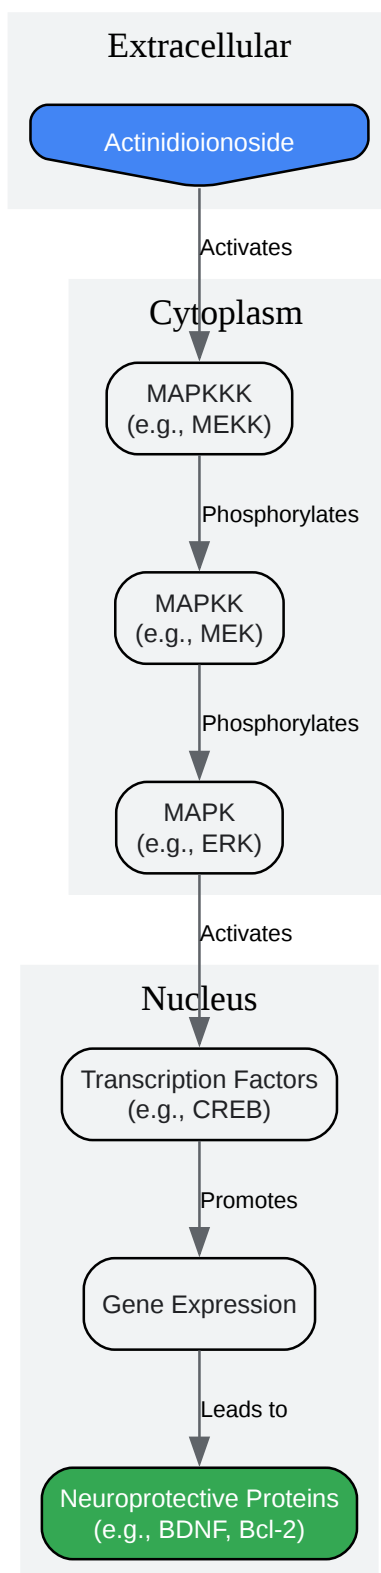 Extracellular
Actinidioionoside
Activates
Cytoplasm
MAPKKK
(e.g., MEKK)
Phosphorylates
MAPKK
(e.g., MEK)
Phosphorylates
MAPK
(e.g., ERK)
Activates
Nucleus
Transcription Factors
(e.g., CREB)
Promotes
Gene Expression
Leads to
Neuroprotective Proteins
(e.g., BDNF, Bcl-2)